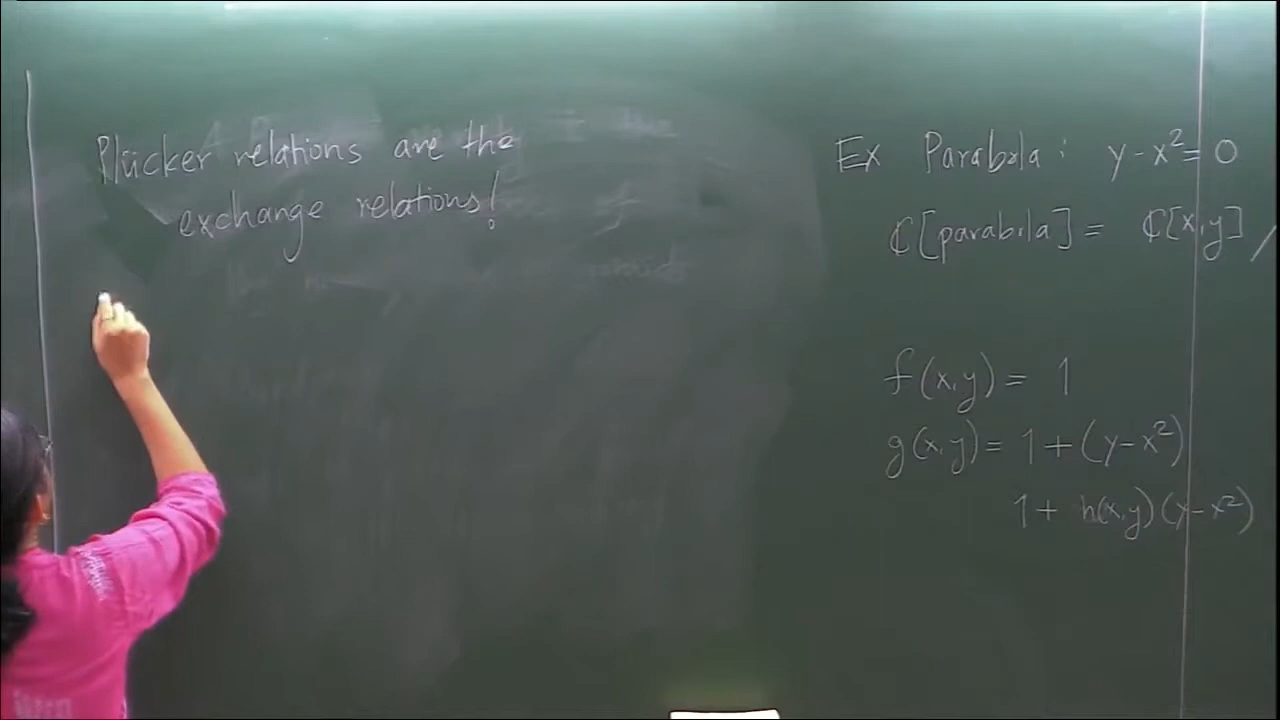 Plücker relations are the
exchange relations!
Ex Parabola: y - x² = 0
ℂ[parabola] = ℂ[x,y] /
f(x,y) = 1
g(x,y) = 1 + (y - x²)
1 + h(x,y)(y - x²)